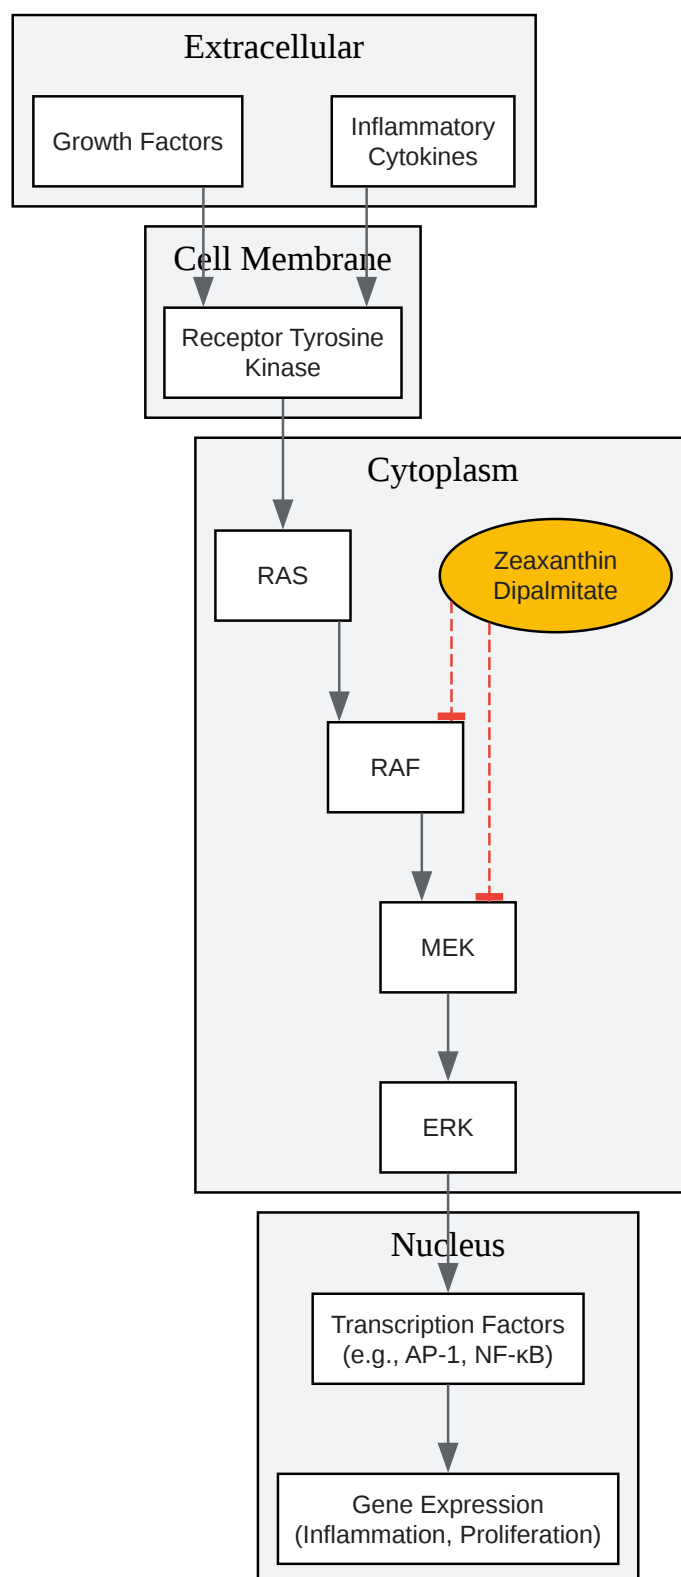 Extracellular
Growth Factors
Inflammatory
Cytokines
Cell Membrane
Receptor Tyrosine
Kinase
Cytoplasm
RAS
Zeaxanthin
Dipalmitate
RAF
MEK
ERK
Nucleus
Transcription Factors
(e.g., AP-1, NF-κB)
Gene Expression
(Inflammation, Proliferation)